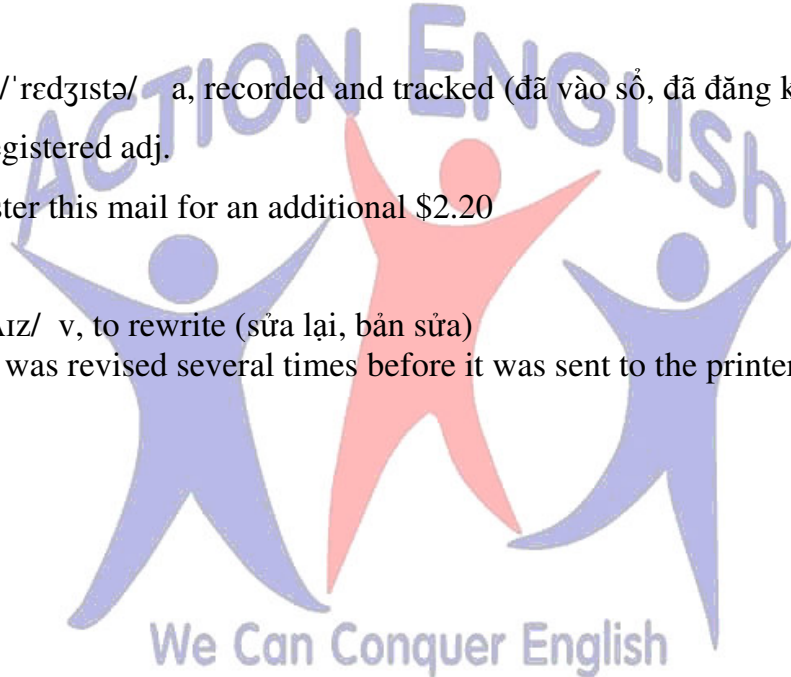 ACTION ENGLISH
/ˈrɛdʒɪstə/ a, recorded and tracked (đã vào sổ, đã đăng k
egistered adj.
ster this mail for an additional $2.20
ʌɪz/ v, to rewrite (sửa lại, bản sửa)
was revised several times before it was sent to the printer
We Can Conquer English